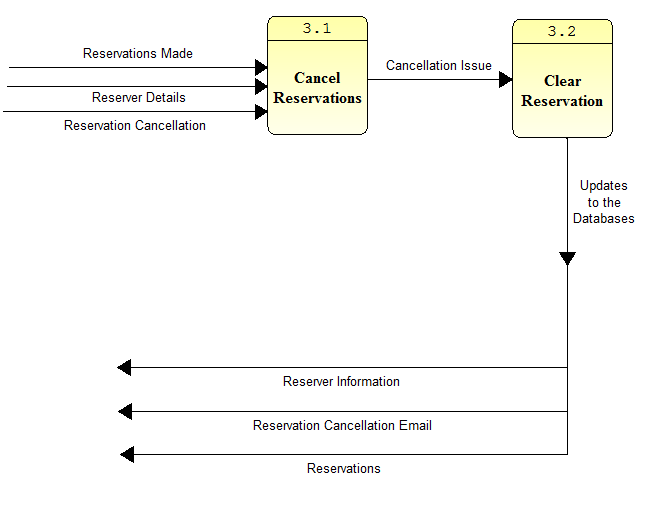 Reservations Made
Reserver Details
Reservation Cancellation
3.1
Cancel
Reservations
Cancellation Issue
3.2
Clear
Reservation
Updates
to the
Databases
Reserver Information
Reservation Cancellation Email
Reservations